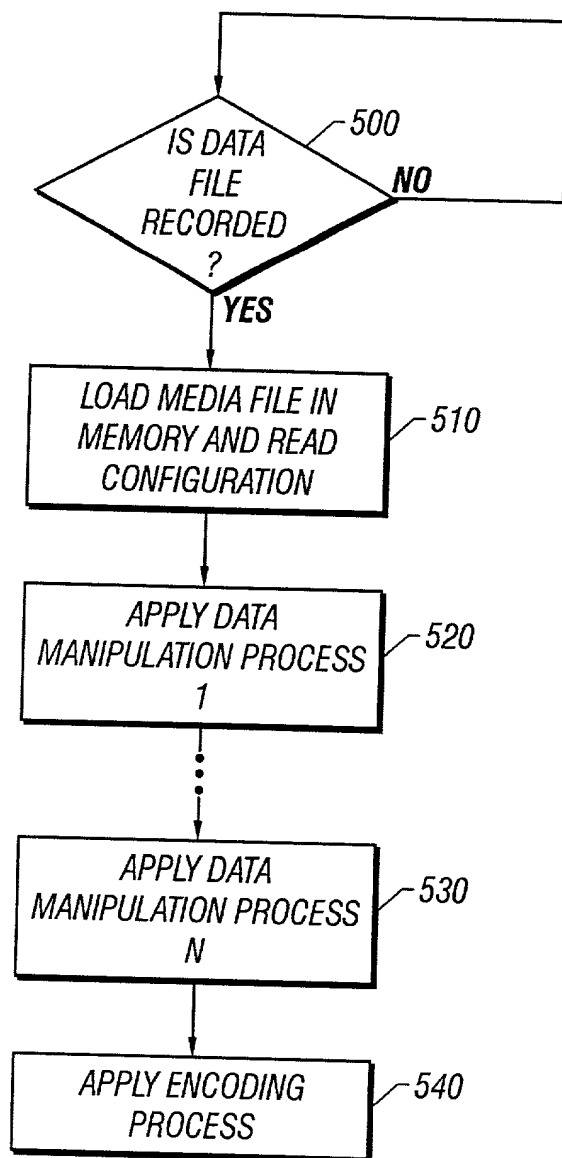 500
IS DATA
FILE
RECORDED
?
NO
YES
LOAD MEDIA FILE IN
MEMORY AND READ
CONFIGURATION
510
APPLY DATA
MANIPULATION PROCESS
1
520
APPLY DATA
MANIPULATION PROCESS
N
530
APPLY ENCODING
PROCESS
540